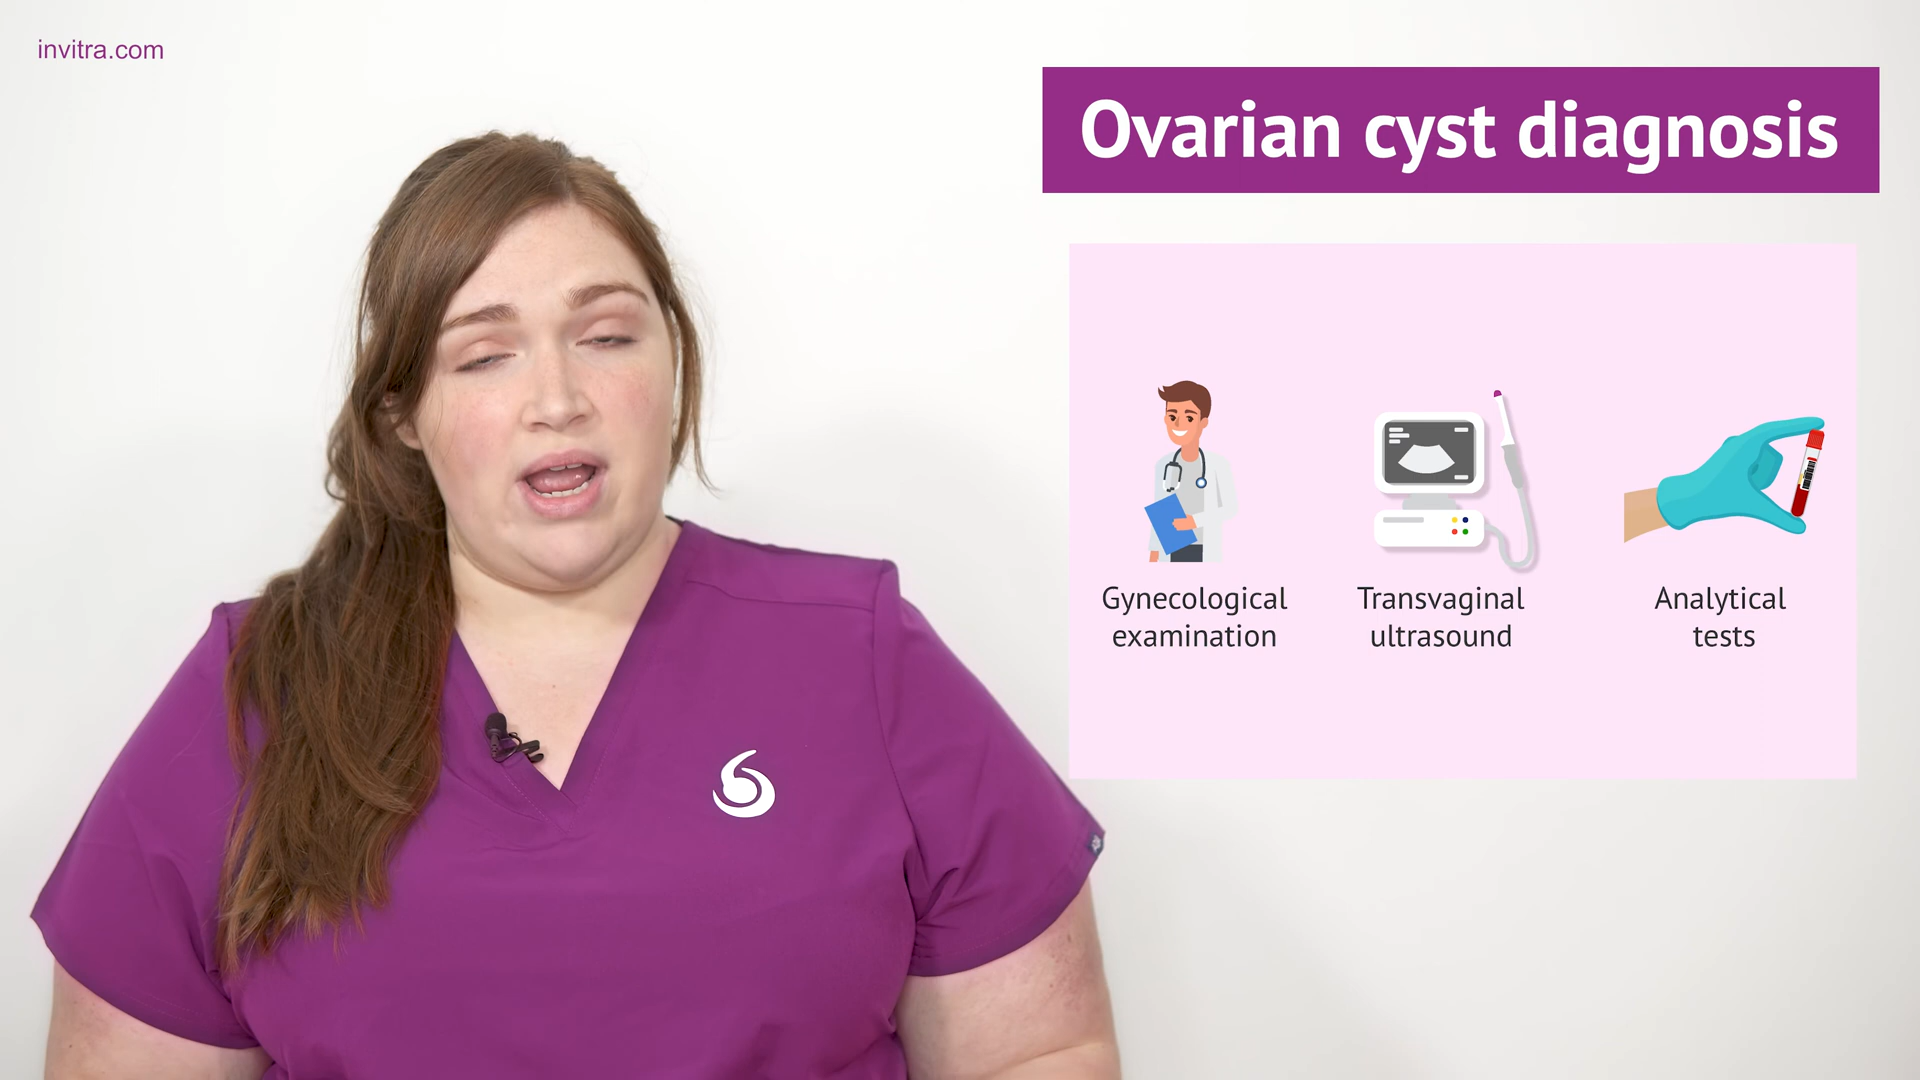 invitra.com
Ovarian cyst diagnosis
Gynecological
examination
Transvaginal
ultrasound
Analytical
tests